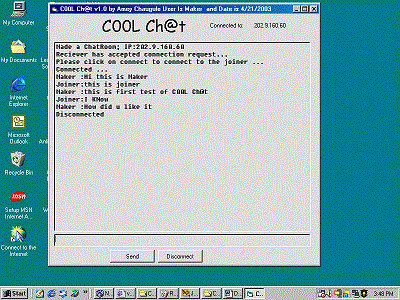 COOL Ch@t v1.0 by Amey Chaugule User Is Maker and Date is 4/21/2003
COOL Ch@t
Connected to: 202.9.160.60
Made a ChatRoom; IP:202.9.160.60
Reciever has accepted connection request...
Please click on connect to connect to the joiner ...
Connected ...
Maker :Hi this is Maker
Joiner:this is joiner
Maker :this is first test of COOL Ch@t
Joiner:I KNow
Maker :How did u like it
Disconnected
Send
Disconnect
My Computer
My Documents
Internet
Explorer
Microsoft
Outlook
Recycle Bin
msn
Setup MSN
Internet A...
Connect to the
Internet
Start
3:48 PM